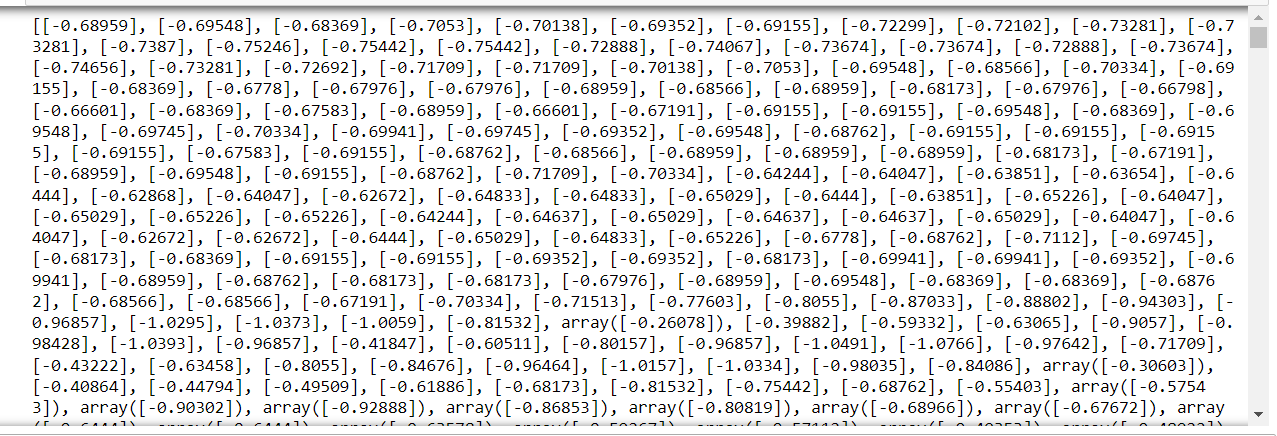 [[-0.68959], [-0.69548], [-0.68369], [-0.7053], [-0.70138], [-0.69352], [-0.69155], [-0.72299], [-0.72102], [-0.73281], [-0.7
3281], [-0.7387], [-0.75246], [-0.75442], [-0.75442], [-0.72888], [-0.74067], [-0.73674], [-0.73674], [-0.72888], [-0.73674],
[-0.74656], [-0.73281], [-0.72692], [-0.71709], [-0.71709], [-0.70138], [-0.7053], [-0.69548], [-0.68566], [-0.70334], [-0.69
155], [-0.68369], [-0.6778], [-0.67976], [-0.67976], [-0.68959], [-0.68566], [-0.68959], [-0.68173], [-0.67976], [-0.66798],
[-0.66601], [-0.68369], [-0.67583], [-0.68959], [-0.66601], [-0.67191], [-0.69155], [-0.69155], [-0.69548], [-0.68369], [-0.6
9548], [-0.69745], [-0.70334], [-0.69941], [-0.69745], [-0.69352], [-0.69548], [-0.68762], [-0.69155], [-0.69155], [-0.6915
5], [-0.69155], [-0.67583], [-0.69155], [-0.68762], [-0.68566], [-0.68959], [-0.68959], [-0.68959], [-0.68173], [-0.67191],
[-0.68959], [-0.69548], [-0.69155], [-0.68762], [-0.71709], [-0.70334], [-0.64244], [-0.64047], [-0.63851], [-0.63654], [-0.6
444], [-0.62868], [-0.64047], [-0.62672], [-0.64833], [-0.64833], [-0.65029], [-0.6444], [-0.63851], [-0.65226], [-0.64047],
[-0.65029], [-0.65226], [-0.65226], [-0.64244], [-0.64637], [-0.65029], [-0.64637], [-0.64637], [-0.65029], [-0.64047], [-0.6
4047], [-0.62672], [-0.62672], [-0.6444], [-0.65029], [-0.64833], [-0.65226], [-0.6778], [-0.68762], [-0.7112], [-0.69745],
[-0.68173], [-0.68369], [-0.69155], [-0.69155], [-0.69352], [-0.69352], [-0.68173], [-0.69941], [-0.69941], [-0.69352], [-0.6
9941], [-0.68959], [-0.68762], [-0.68173], [-0.68173], [-0.67976], [-0.68959], [-0.69548], [-0.68369], [-0.68369], [-0.6876
2], [-0.68566], [-0.68566], [-0.67191], [-0.70334], [-0.71513], [-0.77603], [-0.8055], [-0.87033], [-0.88802], [-0.94303], [-
0.96857], [-1.0295], [-1.0373], [-1.0059], [-0.81532], array([-0.26078]), [-0.39882], [-0.59332], [-0.63065], [-0.9057], [-0.
98428], [-1.0393], [-0.96857], [-0.41847], [-0.60511], [-0.80157], [-0.96857], [-1.0491], [-1.0766], [-0.97642], [-0.71709],
[-0.43222], [-0.63458], [-0.8055], [-0.84676], [-0.96464], [-1.0157], [-1.0334], [-0.98035], [-0.84086], array([-0.30603]),
[-0.40864], [-0.44794], [-0.49509], [-0.61886], [-0.68173], [-0.81532], [-0.75442], [-0.68762], [-0.55403], array([-0.5754
3]), array([-0.90302]), array([-0.92888]), array([-0.86853]), array([-0.80819]), array([-0.68966]), array([-0.67672]), array